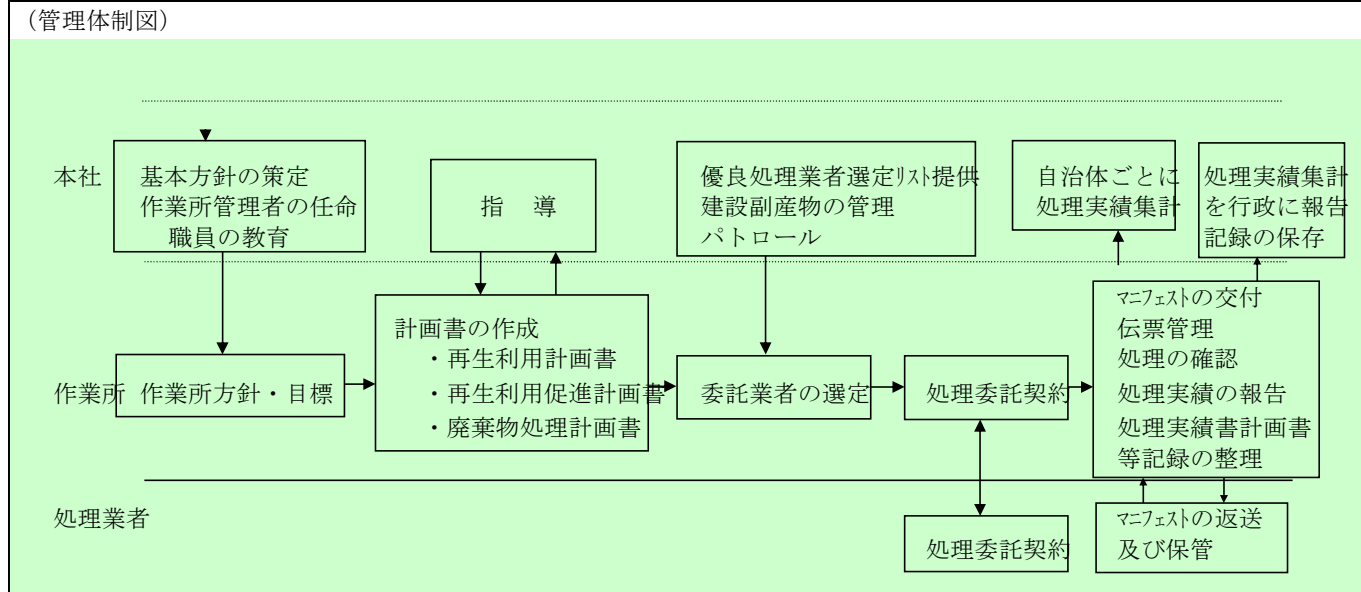 （管理体制図）
本社
基本方針の策定
作業所管理者の任命
職員の教育
指　導
優良処理業者選定ﾘｽﾄ提供
建設副産物の管理
パトロール
自治体ごとに
処理実績集計
処理実績集計
を行政に報告
記録の保存
作業所
作業所方針・目標
計画書の作成
・再生利用計画書
・再生利用促進計画書
・廃棄物処理計画書
委託業者の選定
処理委託契約
ﾏﾆﾌｪｽﾄの交付
伝票管理
処理の確認
処理実績の報告
処理実績書計画書
等記録の整理
処理業者
処理委託契約
ﾏﾆﾌｪｽﾄの返送
及び保管